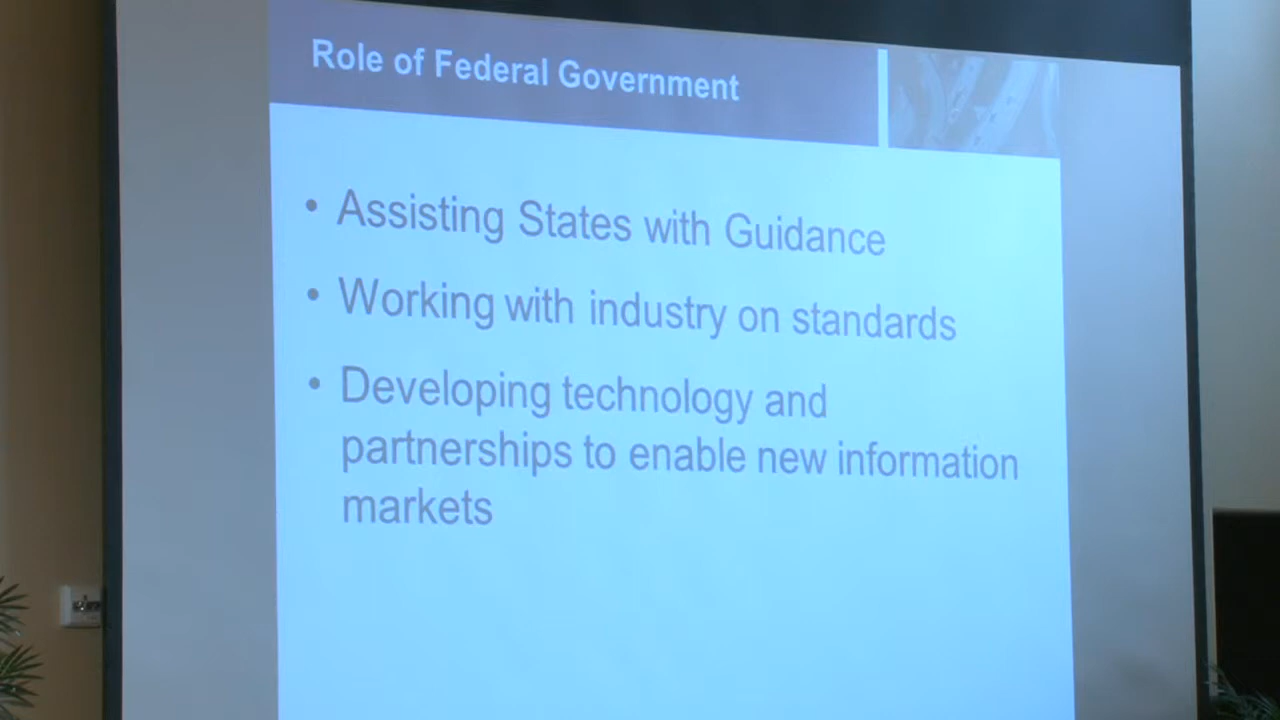 Role of Federal Government
• Assisting States with Guidance
• Working with industry on standards
• Developing technology and
partnerships to enable new information
markets